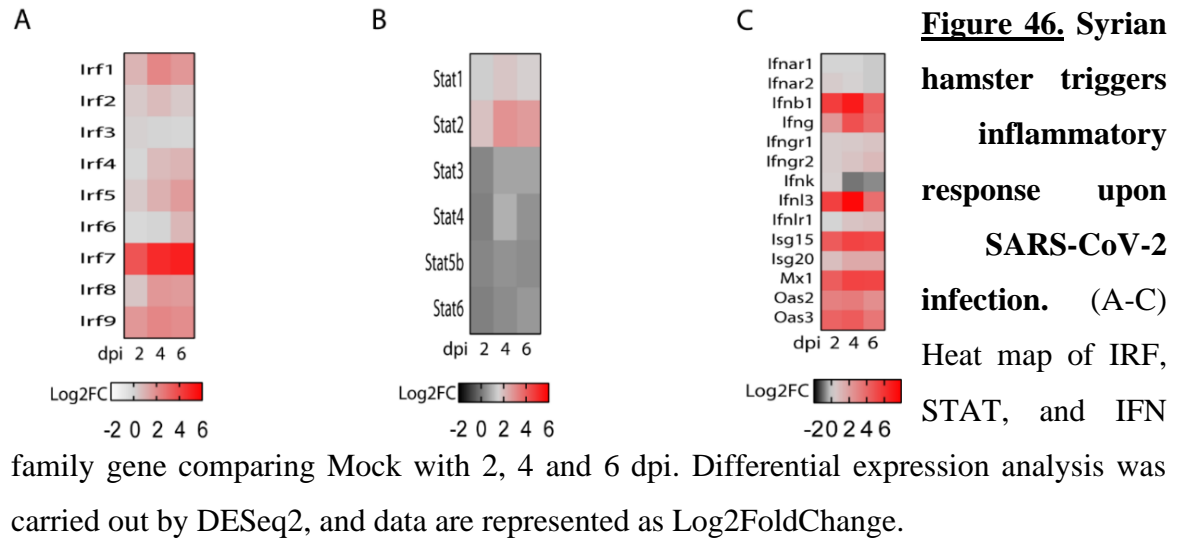 A
Irf1
Irf2
Irf3
Irf4
Irf5
Irf6
Irf7
Irf8
Irf9
dpi 2 4 6
Log2FC
-2 0 2 4 6
B
Stat1
Stat2
Stat3
Stat4
Stat5b
Stat6
dpi 2 4 6
Log2FC
-2 0 2 4 6
C
Ifnar1
Ifnar2
Ifnb1
Ifng
Ifngr1
Ifngr2
Ifnk
Ifnl3
Ifnlr1
Isg15
Isg20
Mx1
Oas2
Oas3
dpi 2 4 6
Log2FC
-20 2 4 6
Figure 46. Syrian
hamster triggers
inflammatory
response upon
SARS-CoV-2
infection. (A-C)
Heat map of IRF,
STAT, and IFN
family gene comparing Mock with 2, 4 and 6 dpi. Differential expression analysis was
carried out by DESeq2, and data are represented as Log2FoldChange.